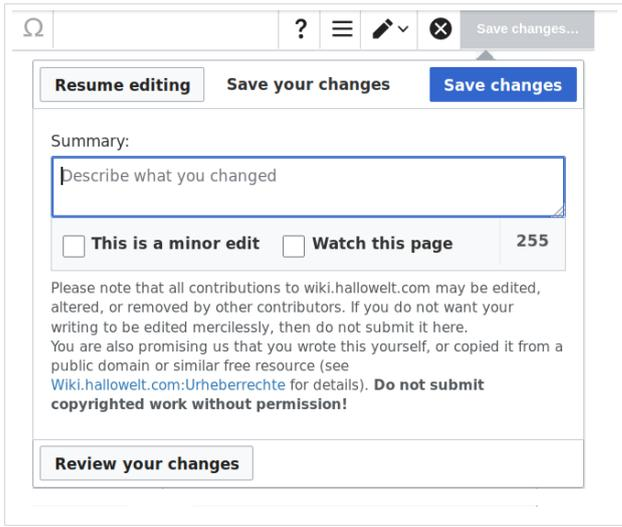 Ω ? Save changes...
Resume editing Save your changes Save changes
Summary:
Describe what you changed
This is a minor edit Watch this page 255
Please note that all contributions to wiki.hallowelt.com may be edited,
altered, or removed by other contributors. If you do not want your
writing to be edited mercilessly, then do not submit it here.
You are also promising us that you wrote this yourself, or copied it from a
public domain or similar free resource (see
Wiki.hallowelt.com:Urheberrechte for details). Do not submit
copyrighted work without permission!
Review your changes